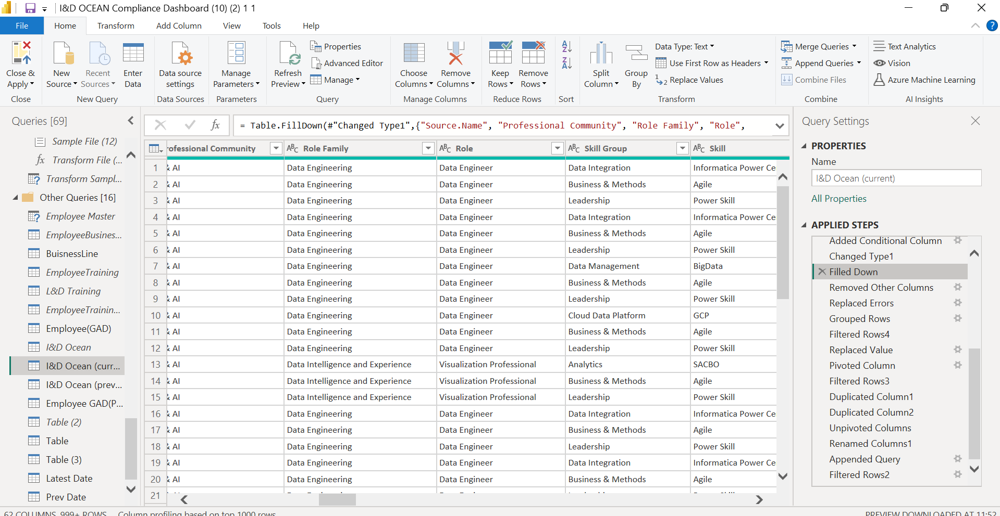 I&D OCEAN Compliance Dashboard (10) (2) 1 1
File Home Transform Add Column View Tools Help
Close & Apply
Close
New Source
Recent Sources
Enter Data
New Query
Data source settings
Data Sources
Manage Parameters
Parameters
Refresh Preview
Properties
Advanced Editor
Manage
Query
Choose Columns
Remove Columns
Manage Columns
Keep Rows
Remove Rows
Reduce Rows
Sort
Split Column
Group By
Data Type: Text
Use First Row as Headers
Replace Values
Transform
Merge Queries
Append Queries
Combine Files
Combine
Text Analytics
Vision
Azure Machine Learning
AI Insights
Queries [69]
Sample File (12)
fx Transform File (...
Transform Sampl...
Other Queries [16]
Employee Master
EmployeeBusines...
BuisnessLine
EmployeeTraining
L&D Training
EmployeeTrainin...
Employee(GAD)
I&D Ocean
I&D Ocean (curr...
I&D Ocean (prev...
Employee GAD(P...
Table (2)
Table
Table (3)
Latest Date
Prev Date
fx = Table.FillDown(#"Changed Type1",{"Source.Name", "Professional Community", "Role Family", "Role",
rofessional Community ABC Role Family ABC Role ABC Skill Group ABC Skill
1 & AI Data Engineering Data Engineer Data Integration Informatica Power Ce
2 & AI Data Engineering Data Engineer Business & Methods Agile
3 & AI Data Engineering Data Engineer Leadership Power Skill
4 & AI Data Engineering Data Engineer Data Integration Informatica Power Ce
5 & AI Data Engineering Data Engineer Business & Methods Agile
6 & AI Data Engineering Data Engineer Leadership Power Skill
7 & AI Data Engineering Data Engineer Data Management BigData
8 & AI Data Engineering Data Engineer Business & Methods Agile
9 & AI Data Engineering Data Engineer Leadership Power Skill
10 & AI Data Engineering Data Engineer Cloud Data Platform GCP
11 & AI Data Engineering Data Engineer Business & Methods Agile
12 & AI Data Engineering Data Engineer Leadership Power Skill
13 & AI Data Intelligence and Experience Visualization Professional Analytics SACBO
14 & AI Data Intelligence and Experience Visualization Professional Business & Methods Agile
15 & AI Data Intelligence and Experience Visualization Professional Leadership Power Skill
16 & AI Data Engineering Data Engineer Data Integration Informatica Power Ce
17 & AI Data Engineering Data Engineer Business & Methods Agile
18 & AI Data Engineering Data Engineer Leadership Power Skill
19 & AI Data Engineering Data Engineer Data Integration Informatica Power Ce
20 & AI Data Engineering Data Engineer Business & Methods Agile
21
Query Settings
PROPERTIES
Name
I&D Ocean (current)
All Properties
APPLIED STEPS
Added Conditional Column
Changed Type1
Filled Down
Removed Other Columns
Replaced Errors
Grouped Rows
Filtered Rows4
Replaced Value
Pivoted Column
Filtered Rows3
Duplicated Column1
Duplicated Column2
Unpivoted Columns
Renamed Columns1
Appended Query
Filtered Rows2
62 COLUMNS, 999+ ROWS Column profiling based on top 1000 rows
PREVIEW DOWNLOADED AT 11:52